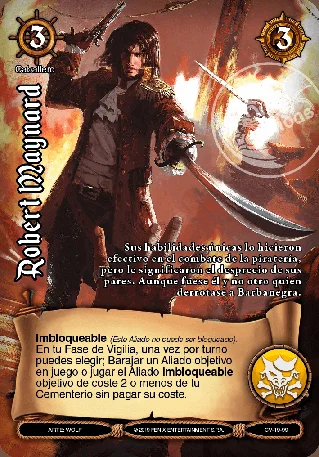 3
3
Caballero
Robert Maynard
Sus habilidades únicas lo hicieron
efectivo en el combate de la piratería,
pero le significaron el desprecio de sus
pares. Aunque fuese él y no otro quien
derrotase a Barbanegra.
Imbloqueable (Este Aliado no puede ser bloqueado).
En tu Fase de Vigilia, una vez por turno
puedes elegir: Barajar un Aliado objetivo
en juego o jugar el Aliado Imbloqueable
objetivo de coste 2 o menos de tu
Cementerio sin pagar su coste.
ARTE: WOLF